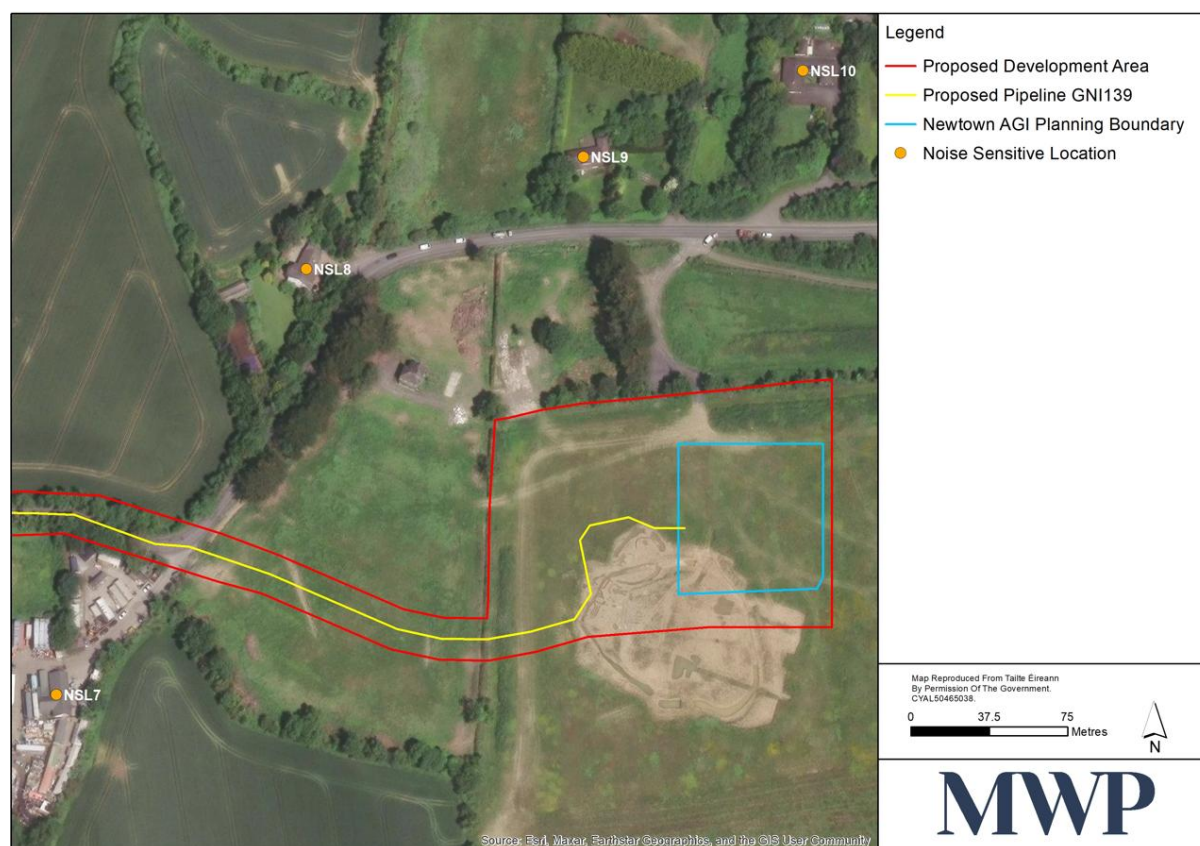 Legend
Proposed Development Area
Proposed Pipeline GNI139
Newtown AGI Planning Boundary
Noise Sensitive Location
NSL10
NSL9
NSL8
NSL7
Map Reproduced From Tailte Éireann
By Permission Of The Government.
CYAL50465038.
0 37.5 75
Metres
N
MWP
Source: Esri, Maxar, Earthstar Geographics, and the GIS User Community